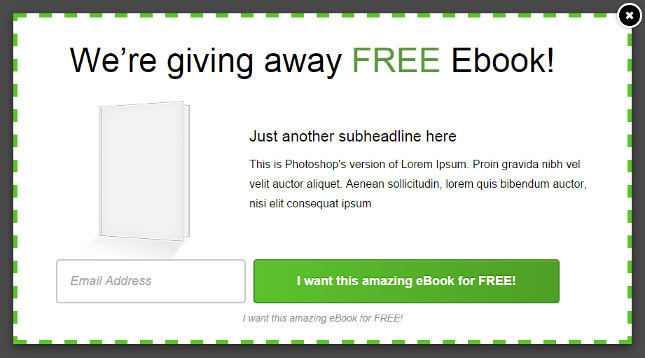 We're giving away FREE Ebook!
Just another subheadline here
This is Photoshop's version of Lorem Ipsum. Proin gravida nibh vel
velit auctor aliquet. Aenean sollicitudin, lorem quis bibendum auctor,
nisi elit consequat ipsum.
Email Address
I want this amazing eBook for FREE!
I want this amazing eBook for FREE!